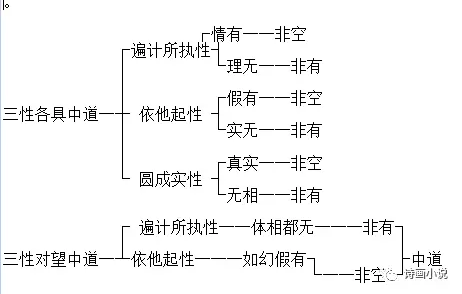 。
情有——非空
遍计所执性
理无——非有
假有——非空
三性各具中道——依他起性
实无——非有
真实——非空
圆成实性
无相——非有
遍计所执性——体相都无——非有
三性对望中道——依他起性——如幻假有 中道
——非空
诗画小说